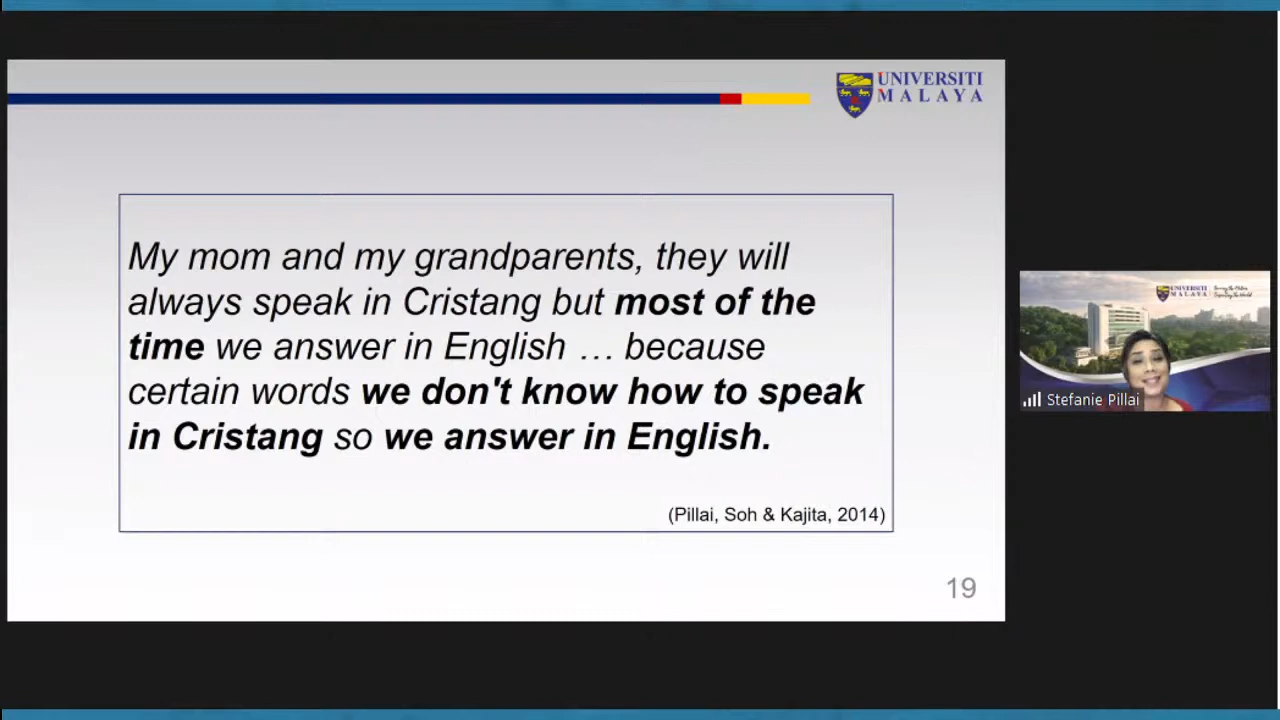 UNIVERSITI
MALAYA
My mom and my grandparents, they will
always speak in Cristang but most of the
time we answer in English … because
certain words we don't know how to speak
in Cristang so we answer in English.
(Pillai, Soh & Kajita, 2014)
19
UNIVERSITI
MALAYA
Stefanie Pillai